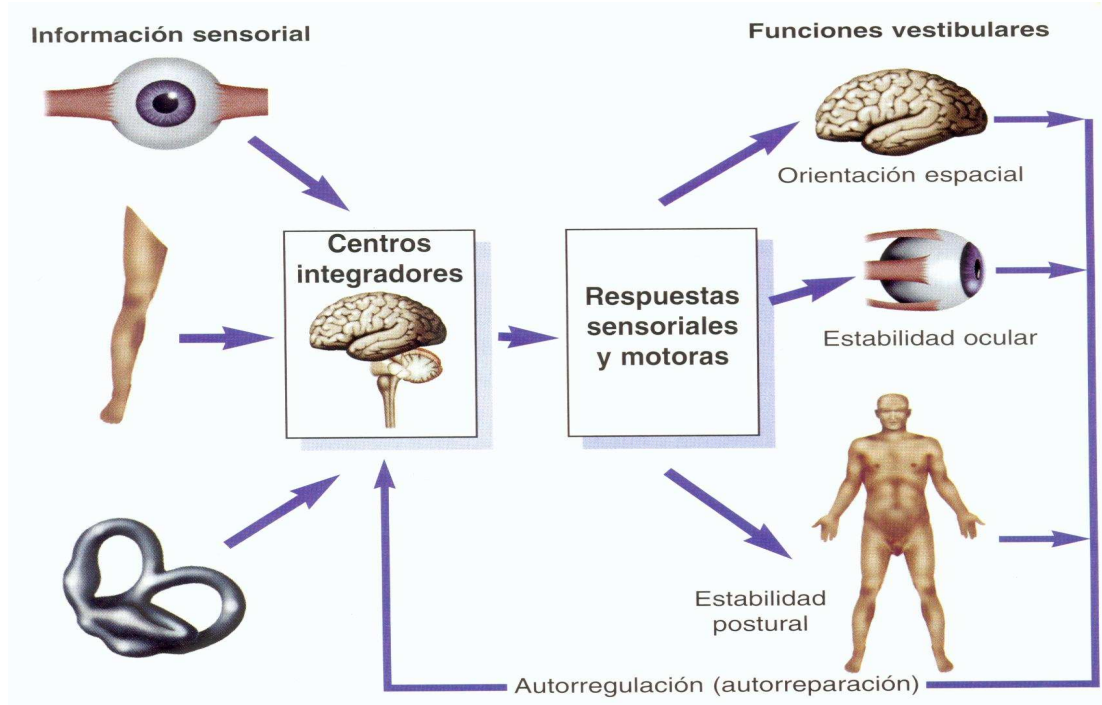 Información sensorial
Funciones vestibulares
Orientación espacial
Centros
integradores
Respuestas
sensoriales
y motoras
Estabilidad ocular
Estabilidad
postural
Autorregulación (autorreparación)